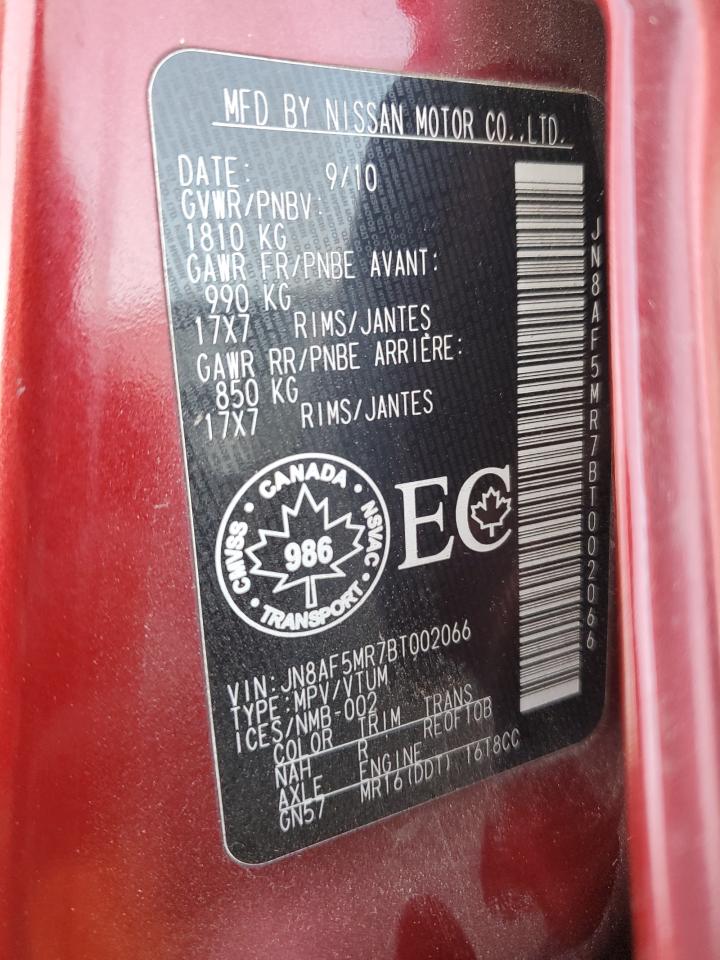 MFD BY NISSAN MOTOR CO.,LTD.
DATE: 9/10
GVWR/PNBV:
1810 KG
GAWR FR/PNBE AVANT:
990 KG
17X7 RIMS/JANTES
GAWR RR/PNBE ARRIÈRE:
850 KG
17X7 RIMS/JANTES
CANADA
CMVSS 986 NSVAC
TRANSPORT
EC
VIN:JN8AF5MR7BT002066
TYPE:MPV/VTUM
ICES/NMB-002
COLOR TRIM TRANS
NAH R RE0F10B
AXLE ENGINE
GN57 MR16(DDT) 1618CC
JN8AF5MR7BT002066